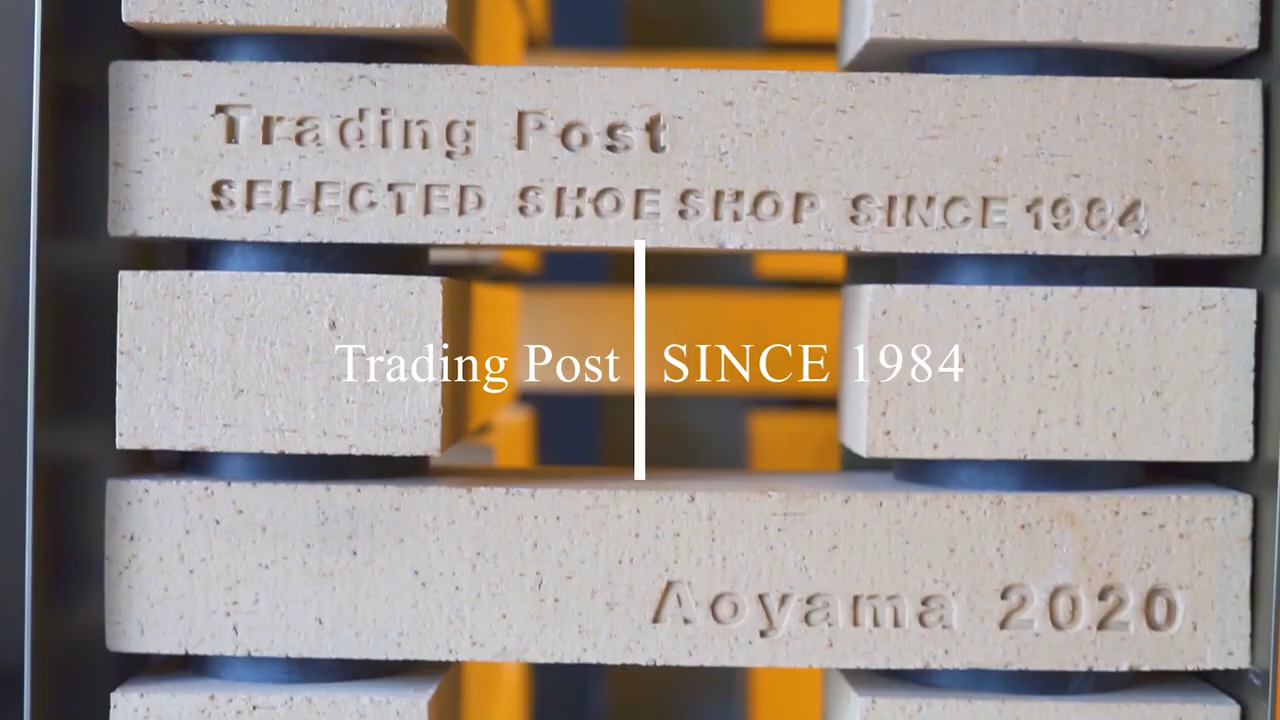 Trading Post
SELECTED SHOE SHOP SINCE 1984
Trading Post SINCE 1984
Aoyama 2020